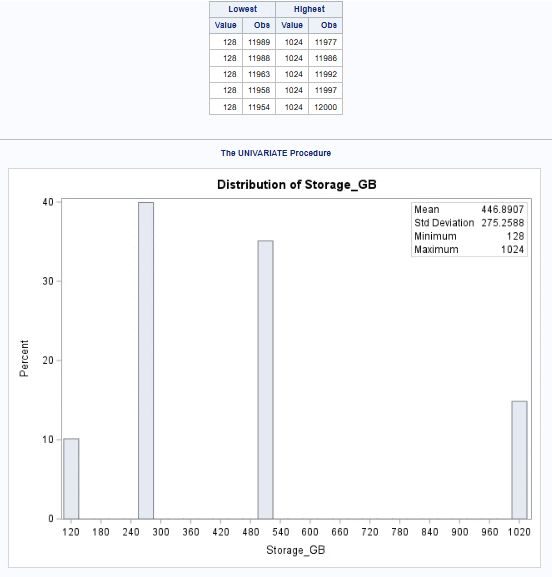 Lowest Highest
Value Obs Value Obs
128 11989 1024 11977
128 11988 1024 11986
128 11963 1024 11992
128 11958 1024 11997
128 11954 1024 12000
The UNIVARIATE Procedure
Distribution of Storage_GB
Mean 446.8907
Std Deviation 275.2588
Minimum 128
Maximum 1024
40
30
20
10
0
Percent
120 180 240 300 360 420 480 540 600 660 720 780 840 900 960 1020
Storage_GB